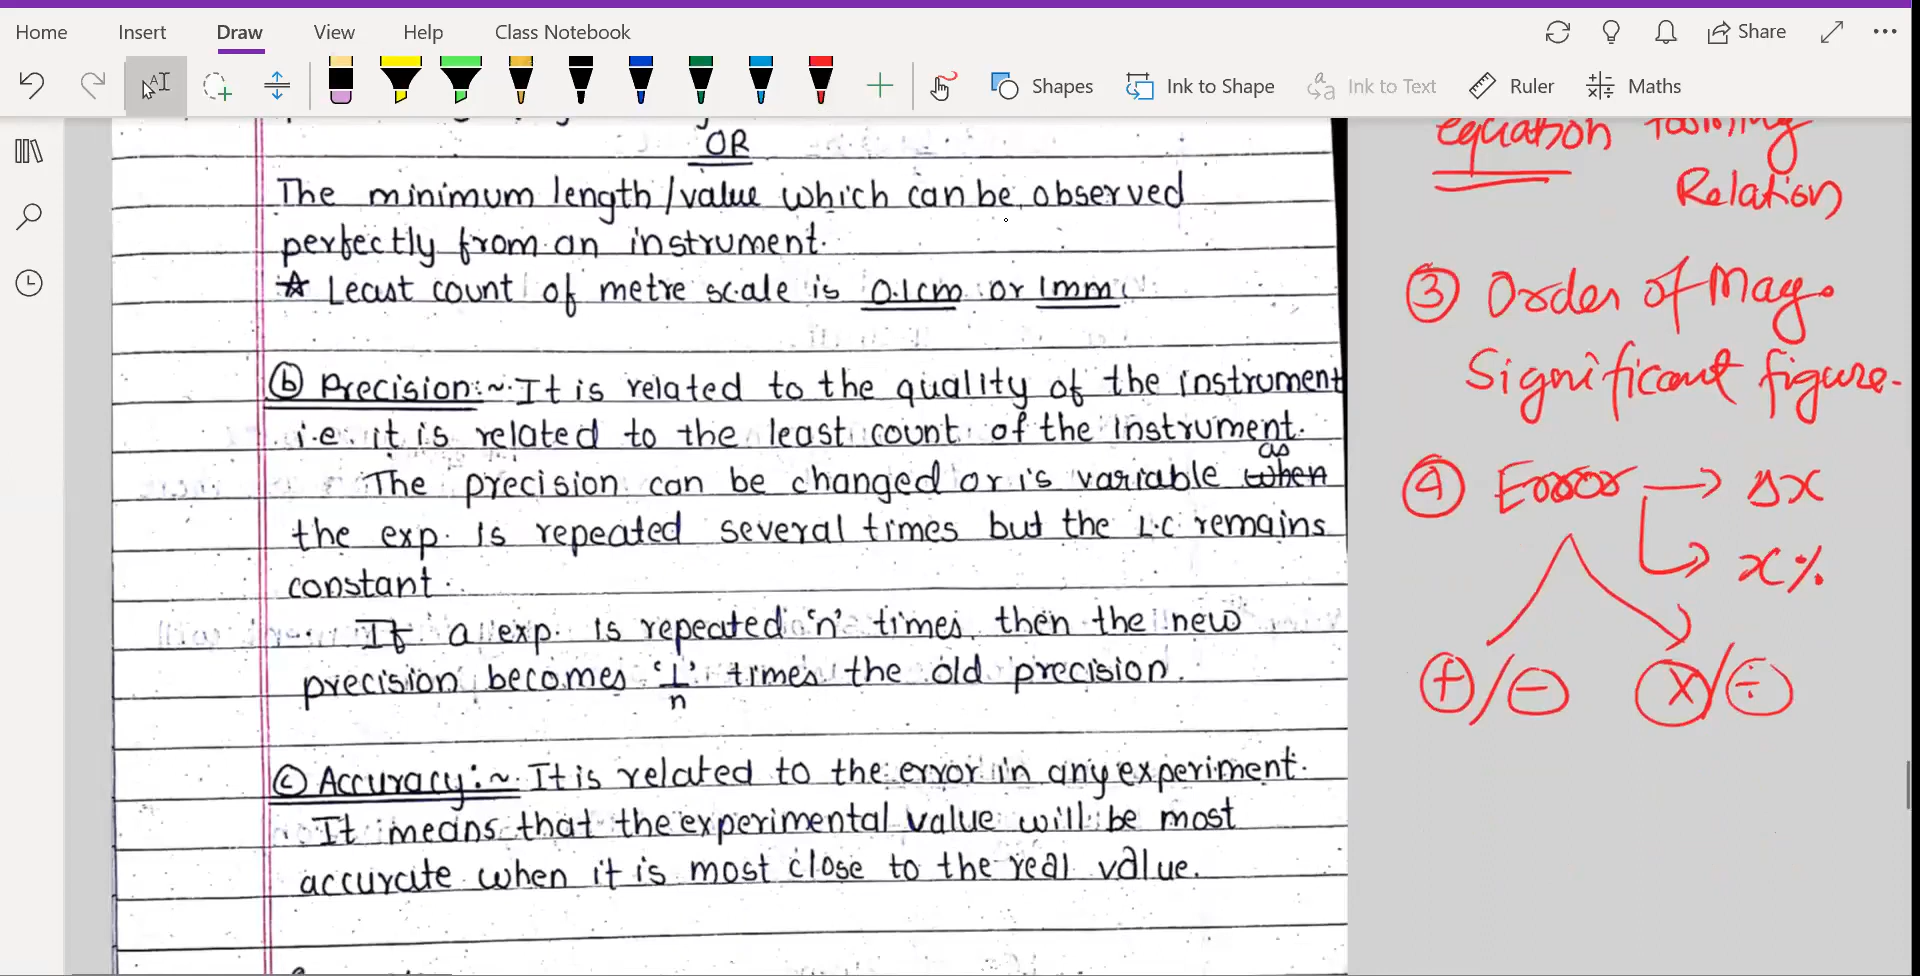 Home Insert Draw View Help Class Notebook Share
Ink to Shape Ink to Text Shapes Ruler Maths
OR
The minimum length/value which can be observed
perfectly from an instrument.
☆ Least count of metre scale is 0.1cm or 1mm.
ⓑ Precision:~ It is related to the quality of the instrument
i.e. it is related to the least count of the instrument.
The precision can be changed or is variable when as
the exp. is repeated several times but the L.C remains
constant.
If a exp. is repeated 'n' times, then the new
precision becomes '1/n' times the old precision.
ⓒ Accuracy:~ It is related to the error in any experiment.
It means that the experimental value will be most
accurate when it is most close to the real value.
equation
Relation
③ Order of Mag.
Significant figure.
④ Error → Δx
x%
⊕/⊖ ⊗/÷